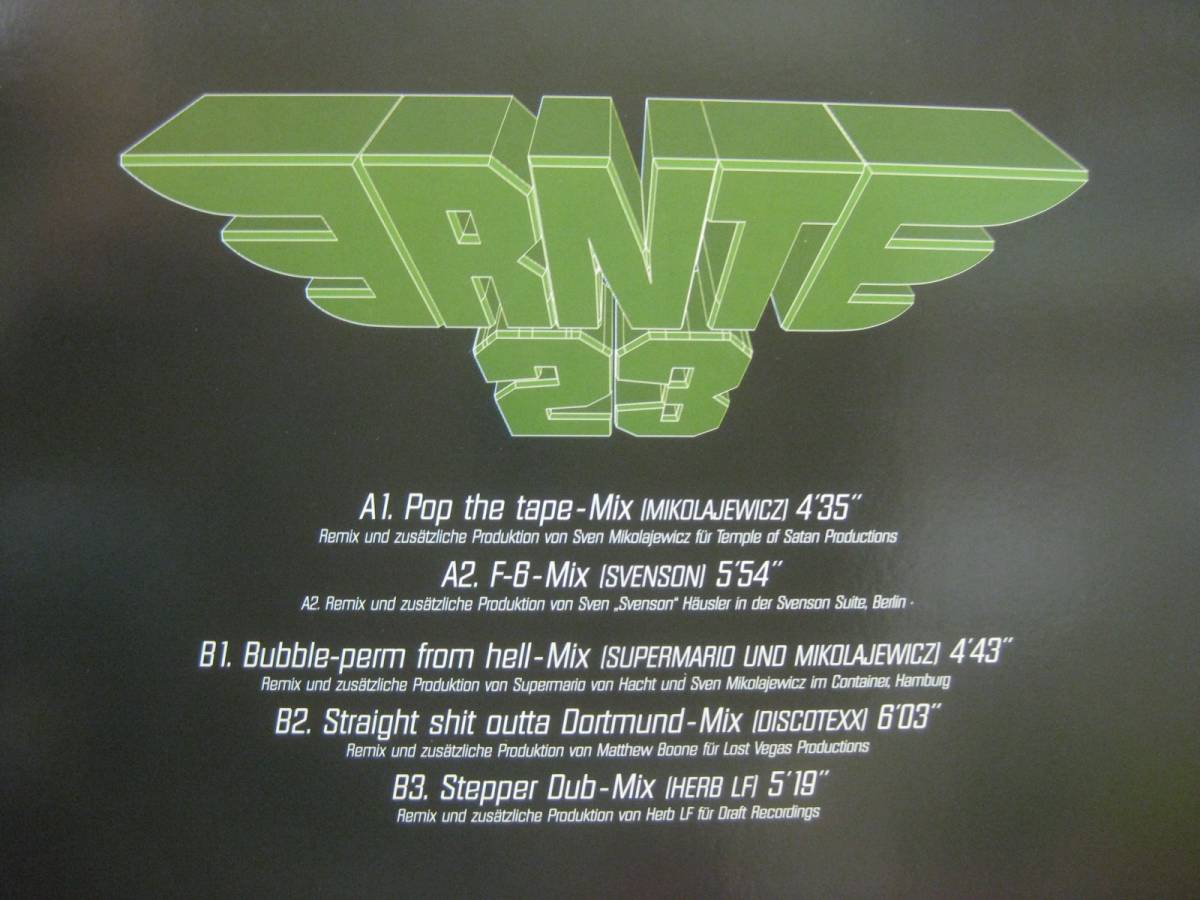 ERNTE
23
A1. Pop the tape-Mix (MIKOLAJEWICZ) 4'35"
Remix und zusätzliche Produktion von Sven Mikolajewicz für Temple of Satan Productions
A2. F-6-Mix (SVENSON) 5'54"
A2. Remix und zusätzliche Produktion von Sven „Svenson“ Häusler in der Svenson Suite, Berlin ·
B1. Bubble-perm from hell-Mix (SUPERMARIO UND MIKOLAJEWICZ) 4'43"
Remix und zusätzliche Produktion von Supermario von Hacht und Sven Mikolajewicz im Container, Hamburg
B2. Straight shit outta Dortmund-Mix (DISCOTEXX) 6'03"
Remix und zusätzliche Produktion von Matthew Boone für Lost Vegas Productions
B3. Stepper Dub-Mix (HERB LF) 5'19"
Remix und zusätzliche Produktion von Herb LF für Draft Recordings